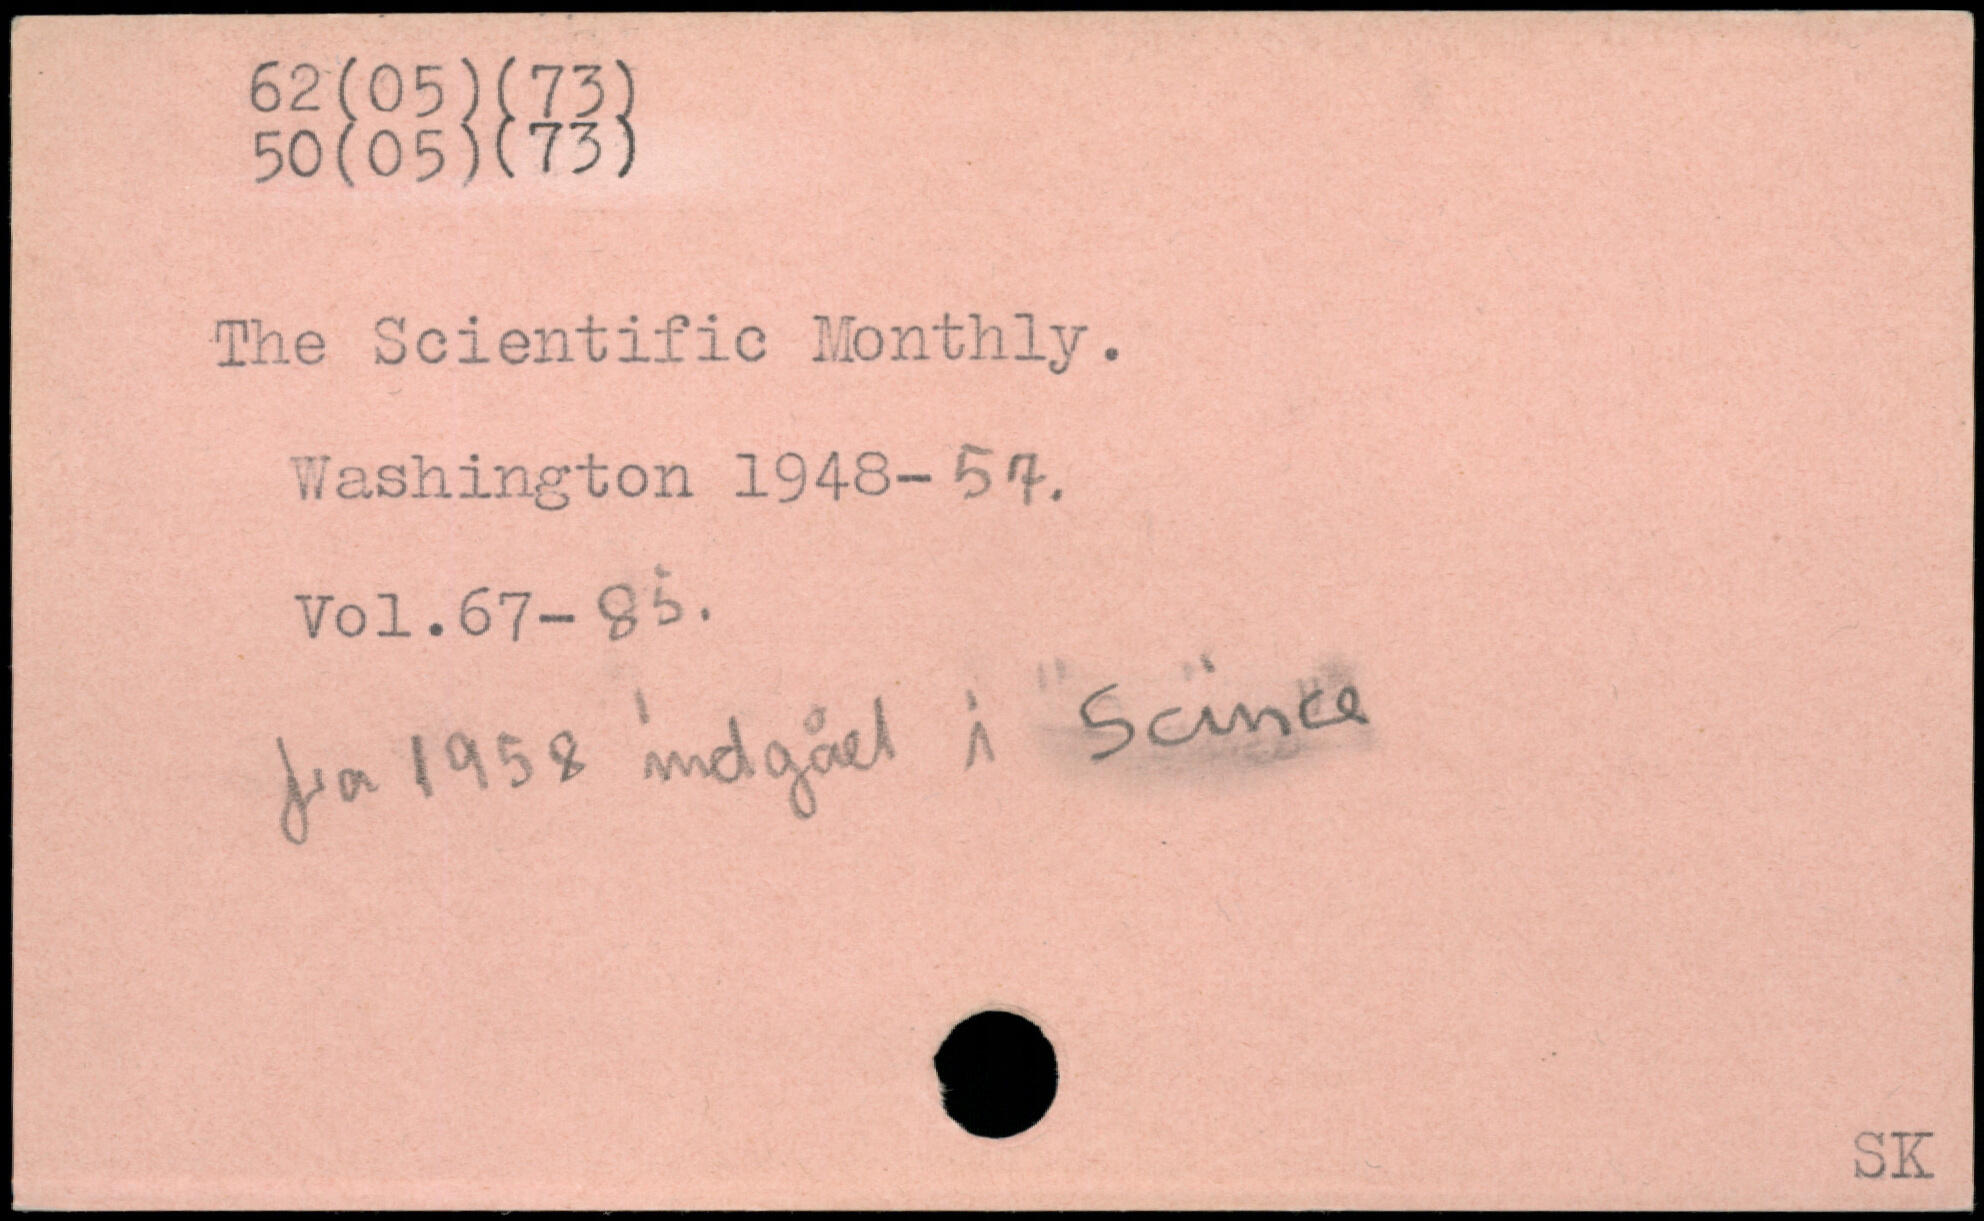 62(05)(73)
50(05)(73)
The Scientific Monthly.
Washington 1948-57.
Vol.67-85.
fra 1958 indgået i "Science"
SK